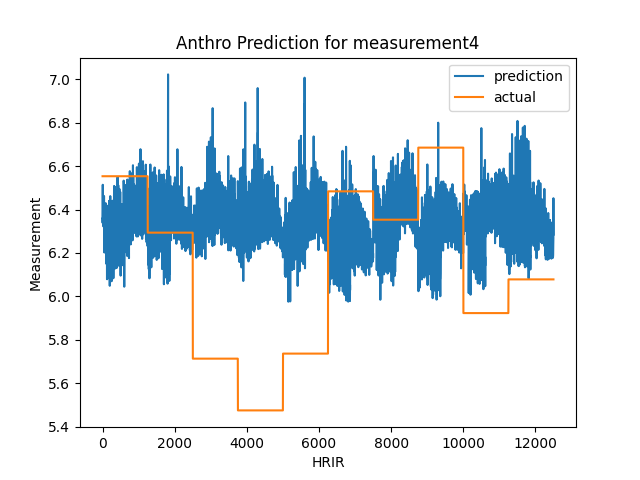 Anthro Prediction for measurement4
prediction
actual
Measurement
7.0
6.8
6.6
6.4
6.2
6.0
5.8
5.6
5.4
0 2000 4000 6000 8000 10000 12000
HRIR